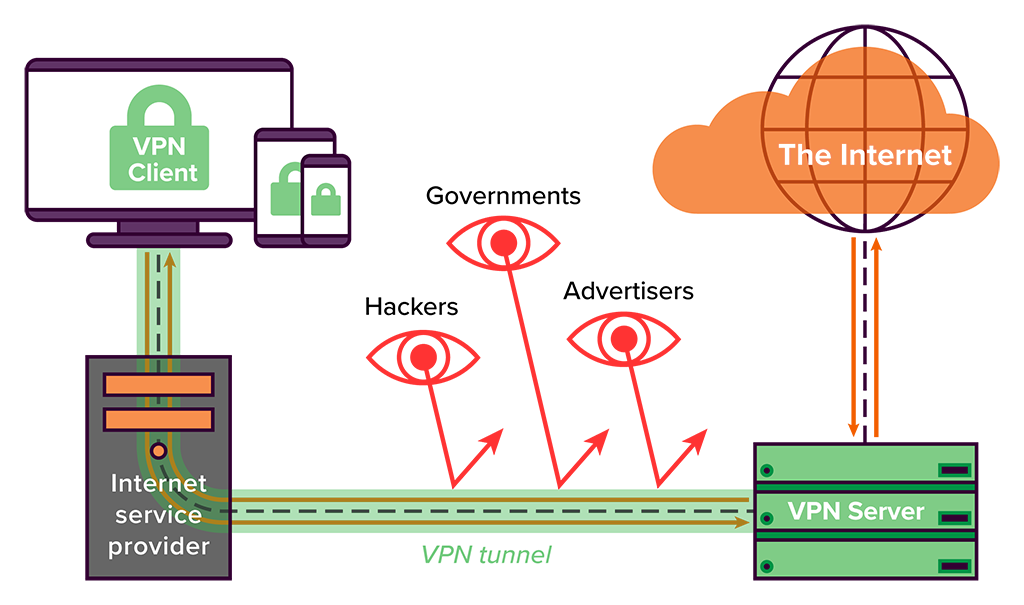 VPN
Client
The Internet
Governments
Hackers
Advertisers
Internet
service
provider
VPN Server
VPN tunnel